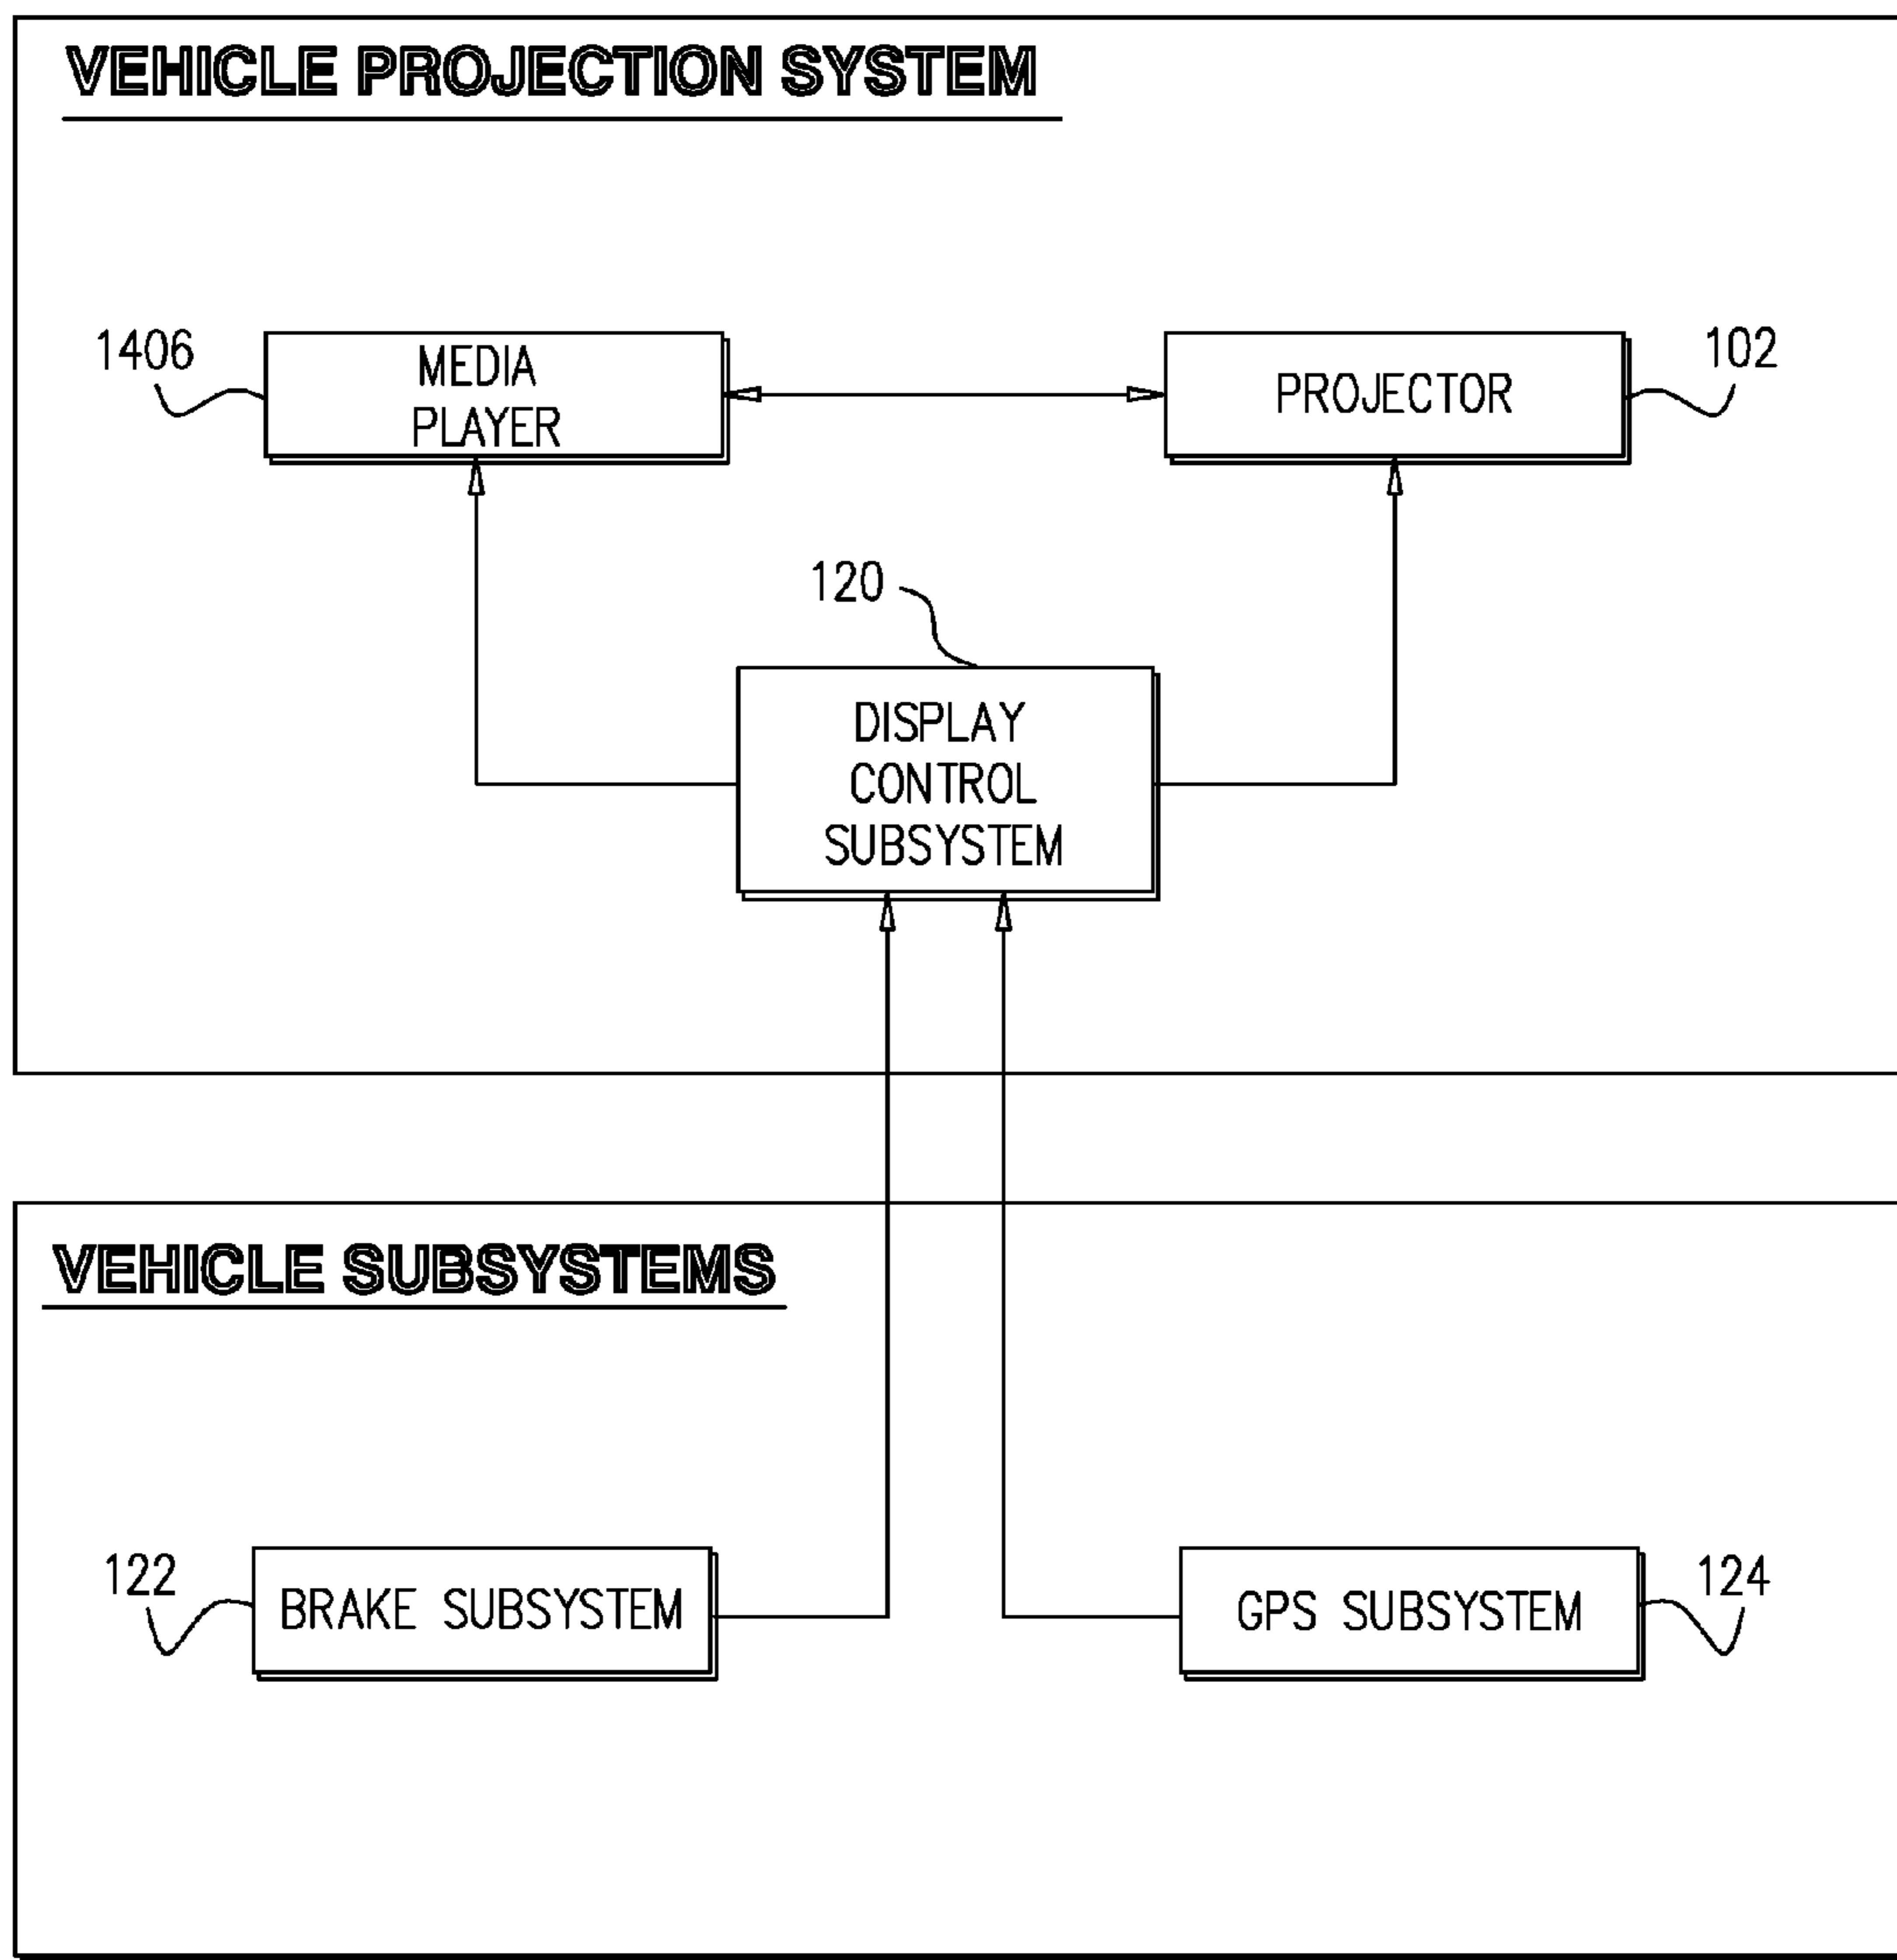 VEHICLE PROJECTION SYSTEM
1406
MEDIA
PLAYER
PROJECTOR
102
120
DISPLAY
CONTROL
SUBSYSTEM
VEHICLE SUBSYSTEMS
122
BRAKE SUBSYSTEM
GPS SUBSYSTEM
124